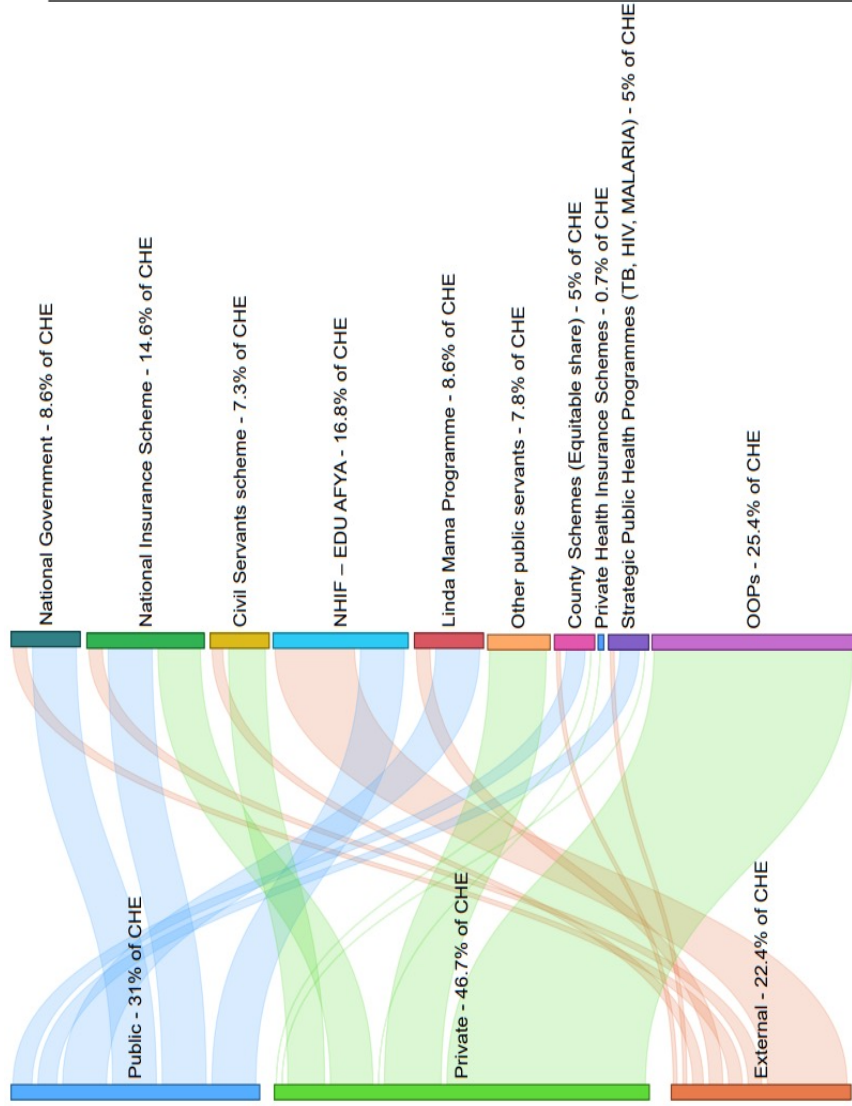 Public - 31% of CHE
Private - 46.7% of CHE
External - 22.4% of CHE
National Government - 8.6% of CHE
National Insurance Scheme - 14.6% of CHE
Civil Servants scheme - 7.3% of CHE
NHIF – EDU AFYA - 16.8% of CHE
Linda Mama Programme - 8.6% of CHE
Other public servants - 7.8% of CHE
County Schemes (Equitable share) - 5% of CHE
Private Health Insurance Schemes - 0.7% of CHE
Strategic Public Health Programmes (TB, HIV, MALARIA) - 5% of CHE
OOPs - 25.4% of CHE